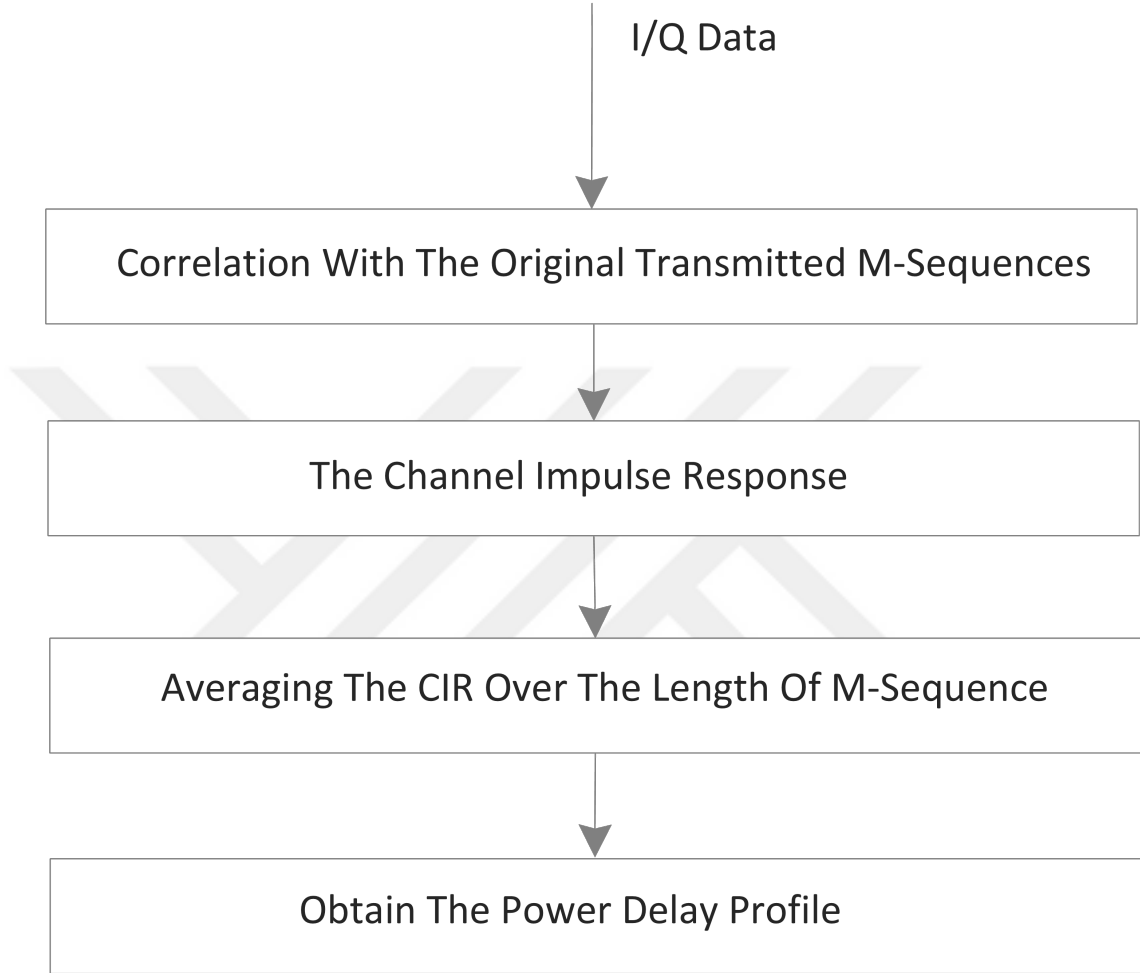 I/Q Data
Correlation With The Original Transmitted M-Sequences
The Channel Impulse Response
Averaging The CIR Over The Length Of M-Sequence
Obtain The Power Delay Profile